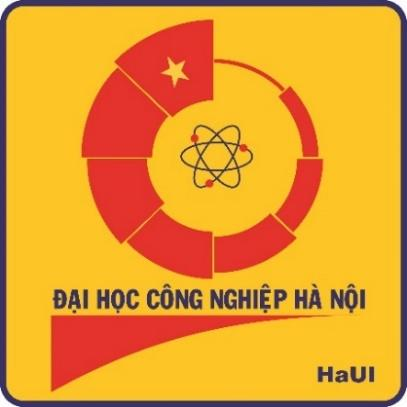 ĐẠI HỌC CÔNG NGHIỆP HÀ NỘI
HaUI